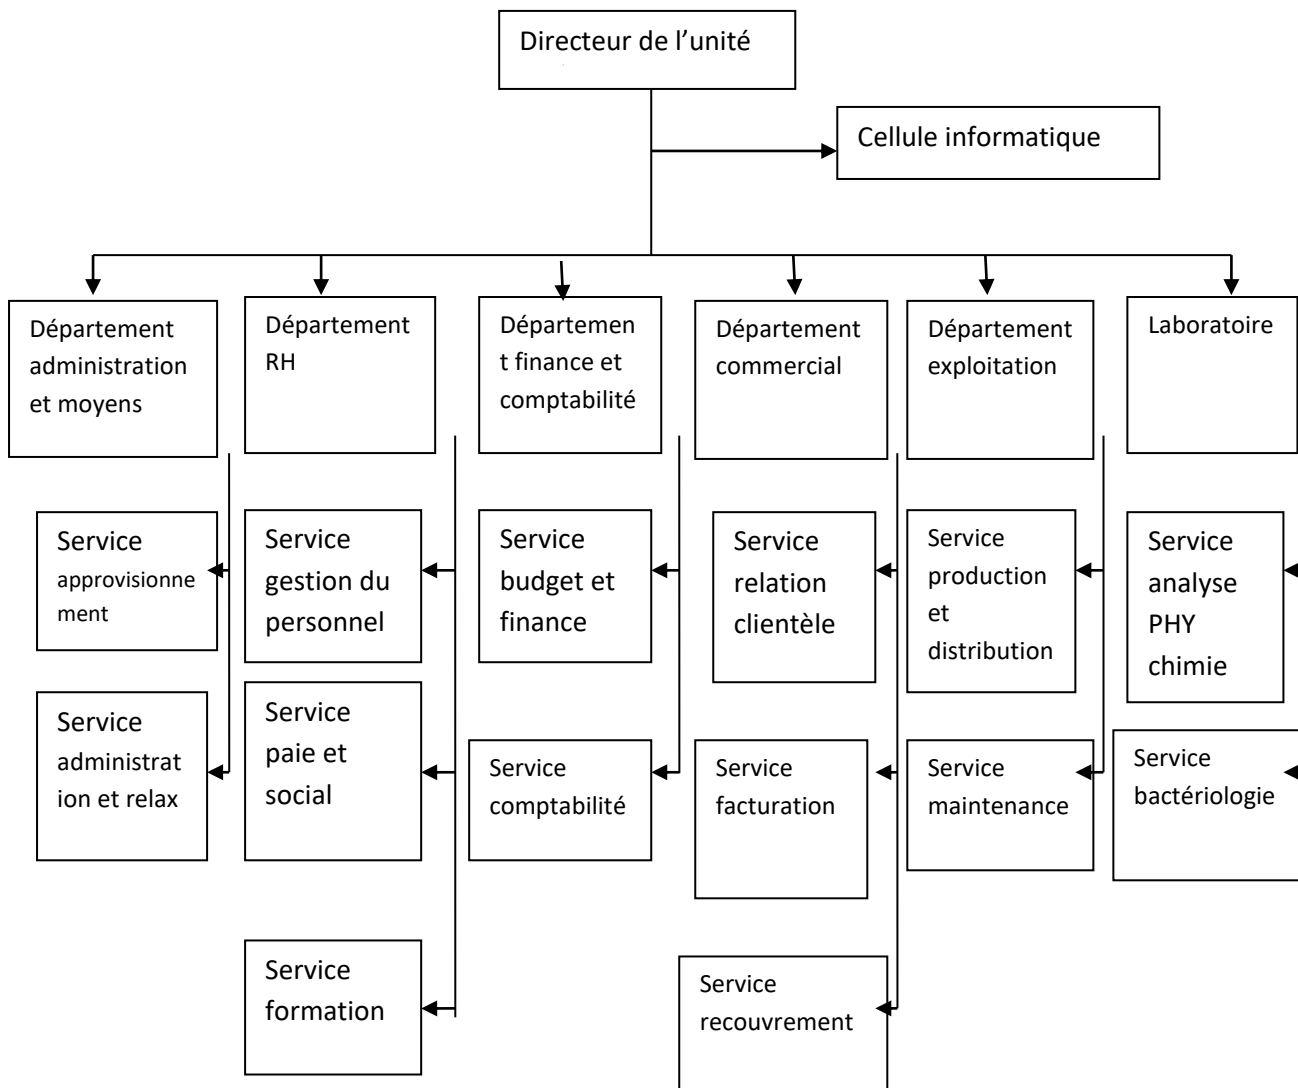 Directeur de l’unité
Cellule informatique
Département
administration
et moyens
Département
RH
Départemen
t finance et
comptabilité
Département
commercial
Département
exploitation
Laboratoire
Service
approvisionne
ment
Service
gestion du
personnel
Service
budget et
finance
Service
relation
clientèle
Service
production
et
distribution
Service
analyse
PHY
chimie
Service
administrat
ion et relax
Service
paie et
social
Service
comptabilité
Service
facturation
Service
maintenance
Service
bactériologie
Service
formation
Service
recouvrement